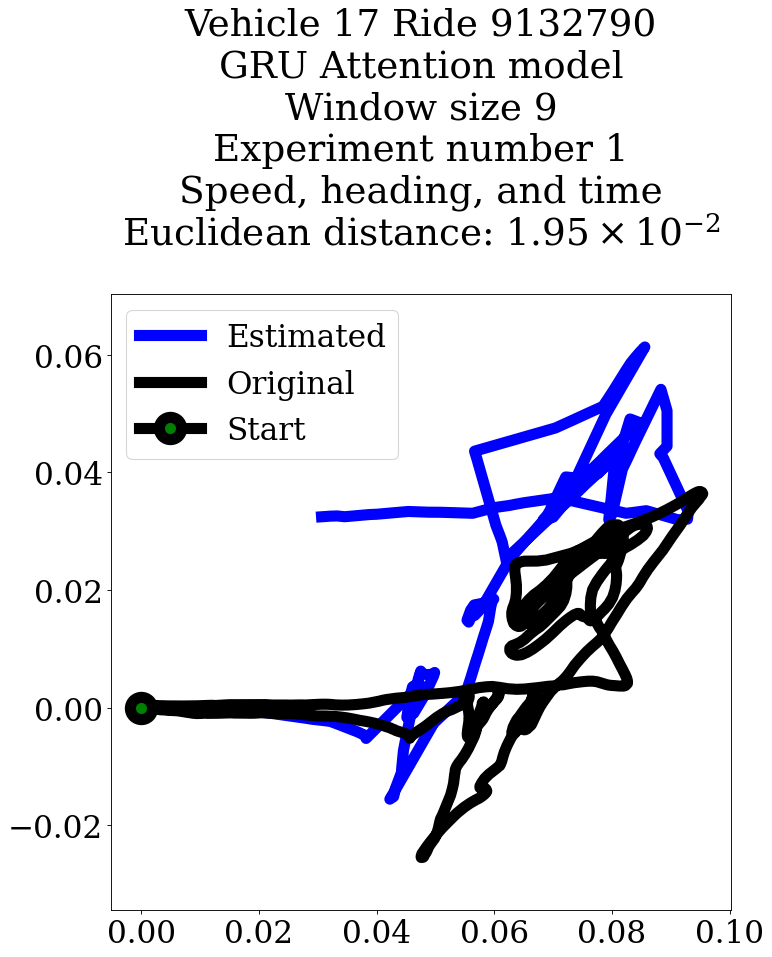 Vehicle 17 Ride 9132790
GRU Attention model
Window size 9
Experiment number 1
Speed, heading, and time
Euclidean distance: 1.95 × 10⁻²
Estimated
Original
Start
0.06
0.04
0.02
0.00
−0.02
0.00 0.02 0.04 0.06 0.08 0.10